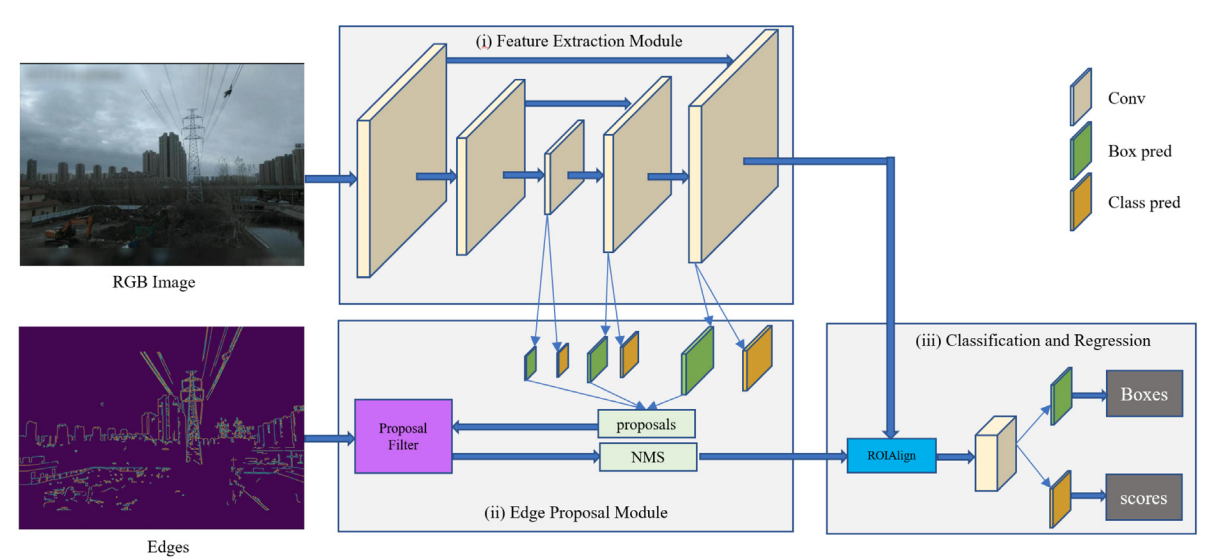 (i) Feature Extraction Module
RGB Image
Conv
Box pred
Class pred
Proposal
Filter
proposals
NMS
(ii) Edge Proposal Module
Edges
(iii) Classification and Regression
ROIAlign
Boxes
scores